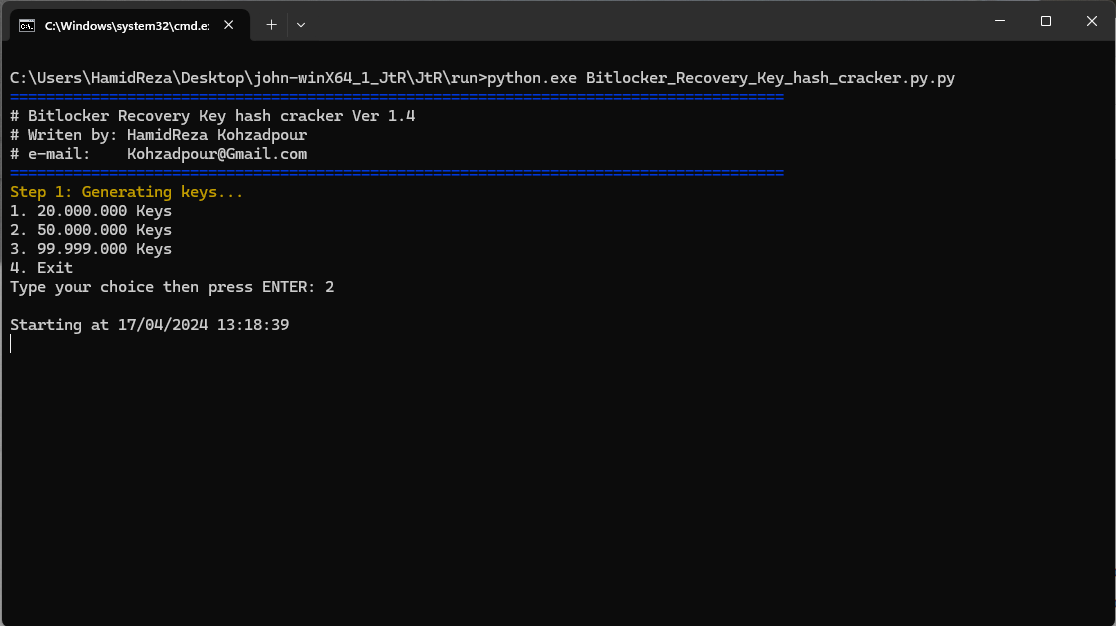 C:\Windows\system32\cmd.e:
C:\Users\HamidReza\Desktop\john-winX64_1_JtR\JtR\run>python.exe Bitlocker_Recovery_Key_hash_cracker.py.py
================================================================================
# Bitlocker Recovery Key hash cracker Ver 1.4
# Writen by: HamidReza Kohzadpour
# e-mail:    Kohzadpour@Gmail.com
================================================================================
Step 1: Generating keys...
1. 20.000.000 Keys
2. 50.000.000 Keys
3. 99.999.000 Keys
4. Exit
Type your choice then press ENTER: 2
Starting at 17/04/2024 13:18:39